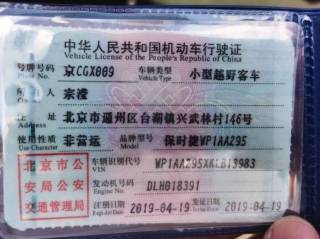 中华人民共和国机动车行驶证
Vehicle License of the People's Republic of China
号牌号码 京CGX009 车辆类型 小型越野客车
Plate No. Vehicle Type
所有人 宗滢
Owner
住址 北京市通州区台湖镇兴武林村146号
Address
使用性质 非营运 品牌型号 保时捷WP1AA295
Use Character Model
北京市公 车辆识别代号 WP1AA295XKLB13983
VIN
安局公安 发动机号码 DLH018391
Engine No.
交通管理局 注册日期 2019-04-19 发证日期 2019-04-19
Register Date Issue Date